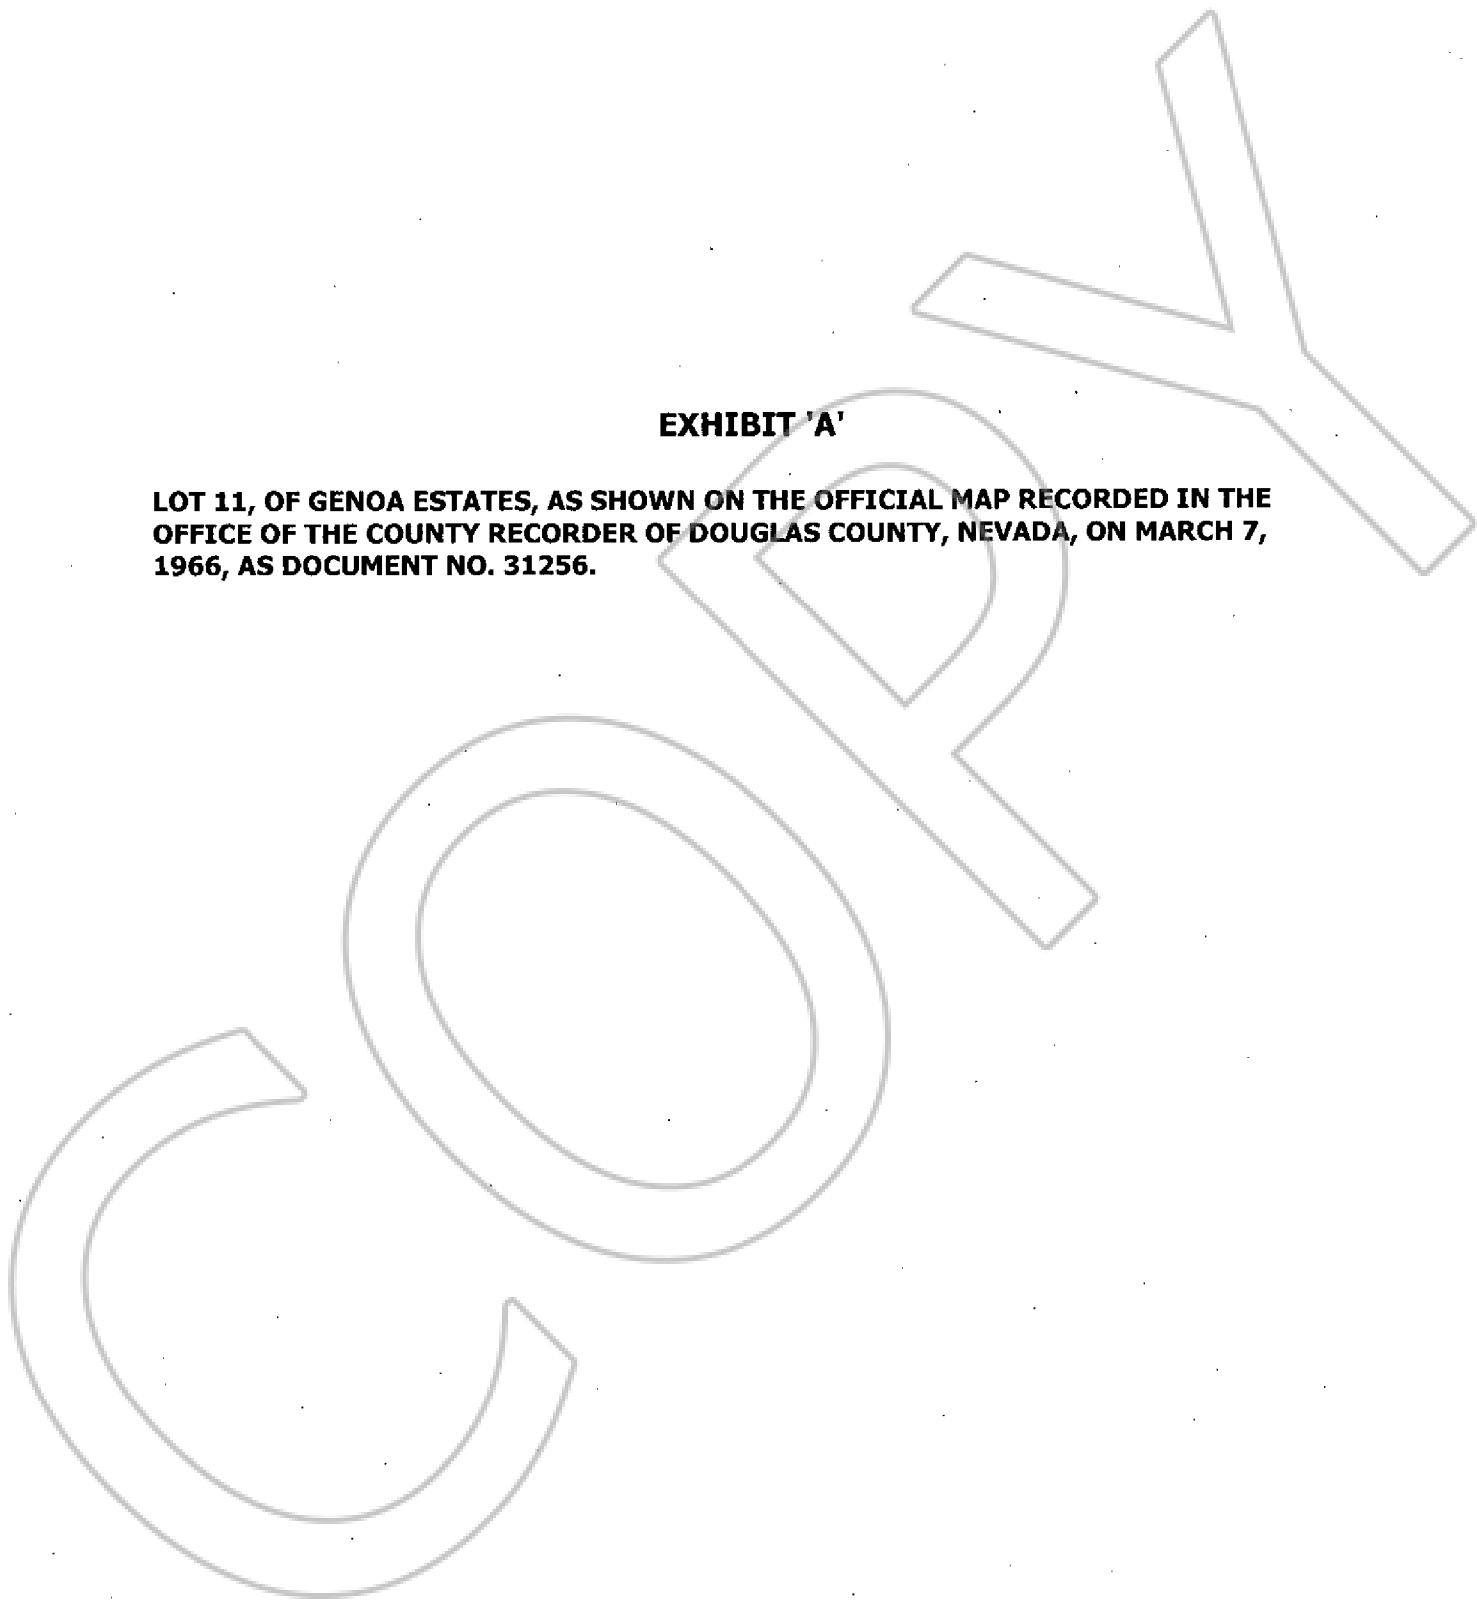 EXHIBIT 'A'
LOT 11, OF GENOA ESTATES, AS SHOWN ON THE OFFICIAL MAP RECORDED IN THE
OFFICE OF THE COUNTY RECORDER OF DOUGLAS COUNTY, NEVADA, ON MARCH 7,
1966, AS DOCUMENT NO. 31256.
COPY